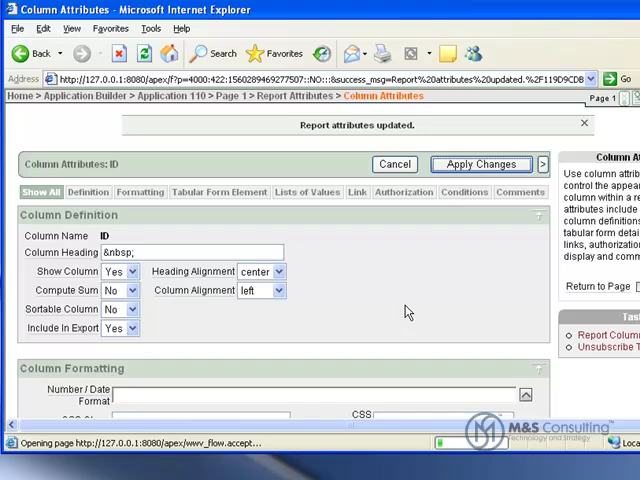 Column Attributes - Microsoft Internet Explorer
File Edit View Favorites Tools Help
Back Search Favorites
Address http://127.0.0.1:8080/apex/f?p=4000:422:1560289469277507::NO:::&success_msg=Report%20attributes%20updated.%2F119D9CDB
Home > Application Builder > Application 110 > Page 1 > Report Attributes > Column Attributes
Page 1
Report attributes updated.
Column Attributes: ID
Cancel Apply Changes >
Show All Definition Formatting Tabular Form Element Lists of Values Link Authorization Conditions Comments
Column Definition
Column Name ID
Column Heading &nbsp;
Show Column Yes Heading Alignment center
Compute Sum No Column Alignment left
Sortable Column No
Include In Export Yes
Column Formatting
Number / Date
Format
CSS
Column At
Use column attrib
control the appear
column within a re
attributes include
column definitions
tabular form detai
links, authorizatio
display, and comm
Return to Page
Tas
Report Colum
Unsubscribe T
M&S Consulting
Technology and Strategy
Opening page http://127.0.0.1:8080/apex/wwv_flow.accept...
Loca